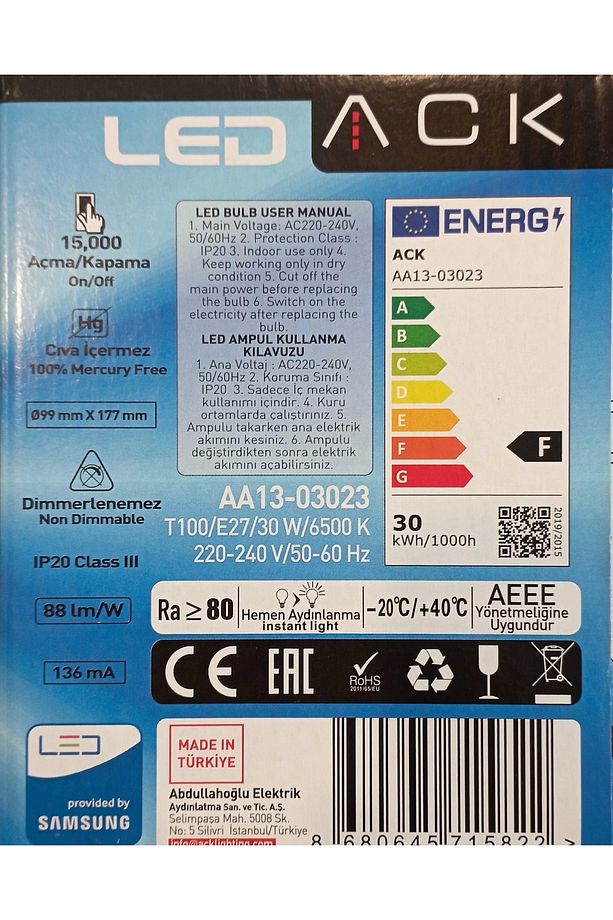 LED ACK
15,000
Açma/Kapama
On/Off
Hg
Cıva İçermez
100% Mercury Free
Ø99 mm X 177 mm
Dimmerlenemez
Non Dimmable
IP20 Class III
88 lm/W
136 mA
LED
provided by
SAMSUNG
LED BULB USER MANUAL
1. Main Voltage: AC220-240V,
50/60Hz 2. Protection Class :
IP20 3. Indoor use only 4.
Keep working only in dry
condition 5. Cut off the
main power before replacing
the bulb 6. Switch on the
electricity after replacing the
bulb.
LED AMPUL KULLANMA
KILAVUZU
1. Ana Voltaj : AC220-240V,
50/60Hz 2. Koruma Sınıfı :
IP20 3. Sadece İç mekan
kullanımı içindir. 4. Kuru
ortamlarda çalıştırınız. 5.
Ampulu takarken ana elektrik
akımını kesiniz. 6. Ampulu
değiştirdikten sonra elektrik
akımını açabilirsiniz.
AA13-03023
T100/E27/30 W/6500 K
220-240 V/50-60 Hz
ENERG
ACK
AA13-03023
A
B
C
D
E
F
G
F
30
kWh/1000h
2019/2015
Ra ≥ 80
Hemen Aydınlanma
instant light
-20°C/+40°C
AEEE
Yönetmeliğine
Uygundur
CE EAC
RoHS
2011/65/EU
MADE IN
TÜRKİYE
Abdullahoğlu Elektrik
Aydınlatma San. ve Tic. A.Ş.
Selimpaşa Mah. 5008 Sk.
No: 5 Silivri İstanbul/Türkiye
info@acklighting.com
8 680645 715822 >